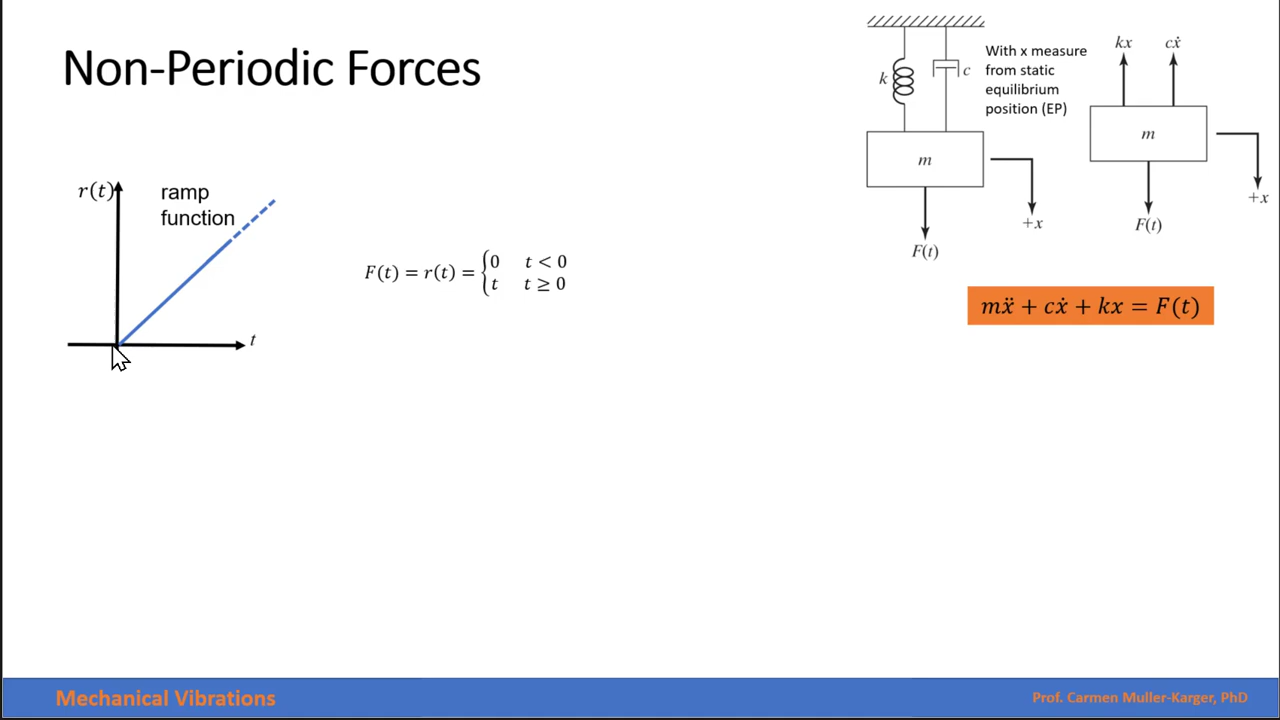 Non-Periodic Forces
r(t)
ramp
function
t
F(t) = r(t) = {0 t < 0
t t ≥ 0
k
c
With x measure
from static
equilibrium
position (EP)
m
+x
F(t)
kx cẋ
m
+x
F(t)
mẍ + cẋ + kx = F(t)
Mechanical Vibrations
Prof. Carmen Muller-Karger, PhD